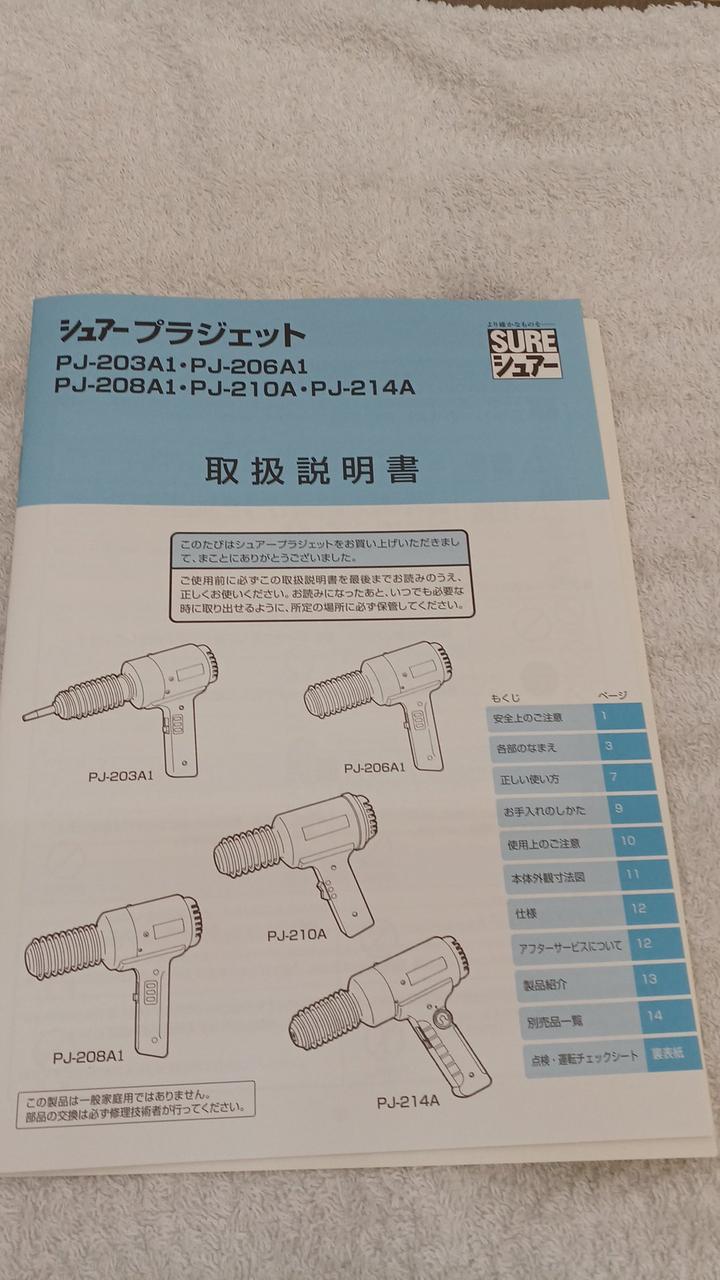 シュアープラジェット
PJ-203A1・PJ-206A1
PJ-208A1・PJ-210A・PJ-214A
より確かなものを……
SURE
シュアー
取扱説明書
このたびはシュアープラジェットをお買い上げいただきまし
て、まことにありがとうございました。
ご使用前に必ずこの取扱説明書を最後までお読みのうえ、
正しくお使いください。お読みになったあと、いつでも必要な
時に取り出せるように、所定の場所に必ず保管してください。
PJ-203A1
PJ-206A1
PJ-210A
PJ-208A1
PJ-214A
もくじ ページ
安全上のご注意 1
各部のなまえ 3
正しい使い方 7
お手入れのしかた 9
使用上のご注意 10
本体外観寸法図 11
仕様 12
アフターサービスについて 12
製品紹介 13
別売品一覧 14
点検・運転チェックシート 裏表紙
この製品は一般家庭用ではありません。
部品の交換は必ず修理技術者が行ってください。